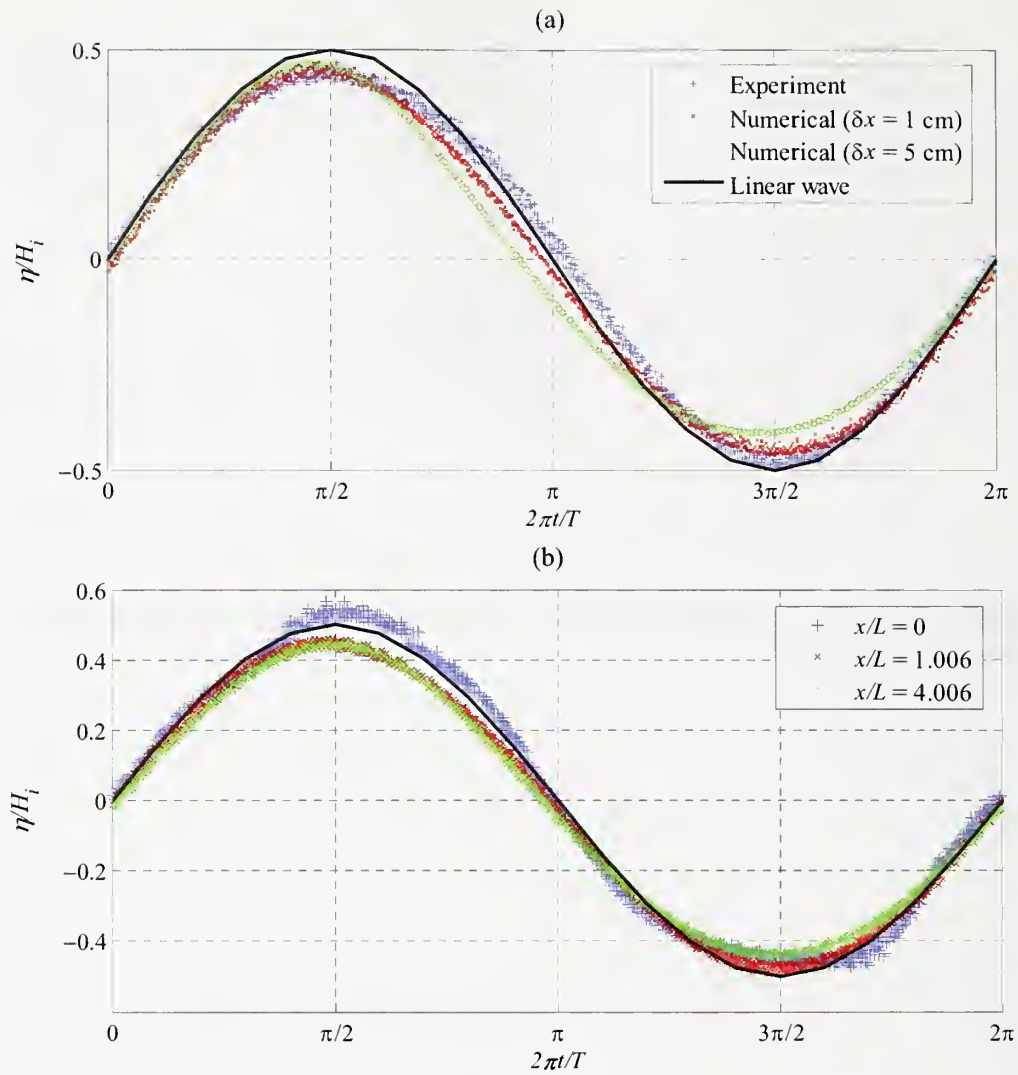 (a)
0.5
+ Experiment
× Numerical (δx = 1 cm)
Numerical (δx = 5 cm)
Linear wave
η/H_i
0
−0.5
0 π/2 π 3π/2 2π
2πt/T
(b)
0.6
+ x/L = 0
× x/L = 1.006
x/L = 4.006
0.4
0.2
η/H_i
0
−0.2
−0.4
0 π/2 π 3π/2 2π
2πt/T